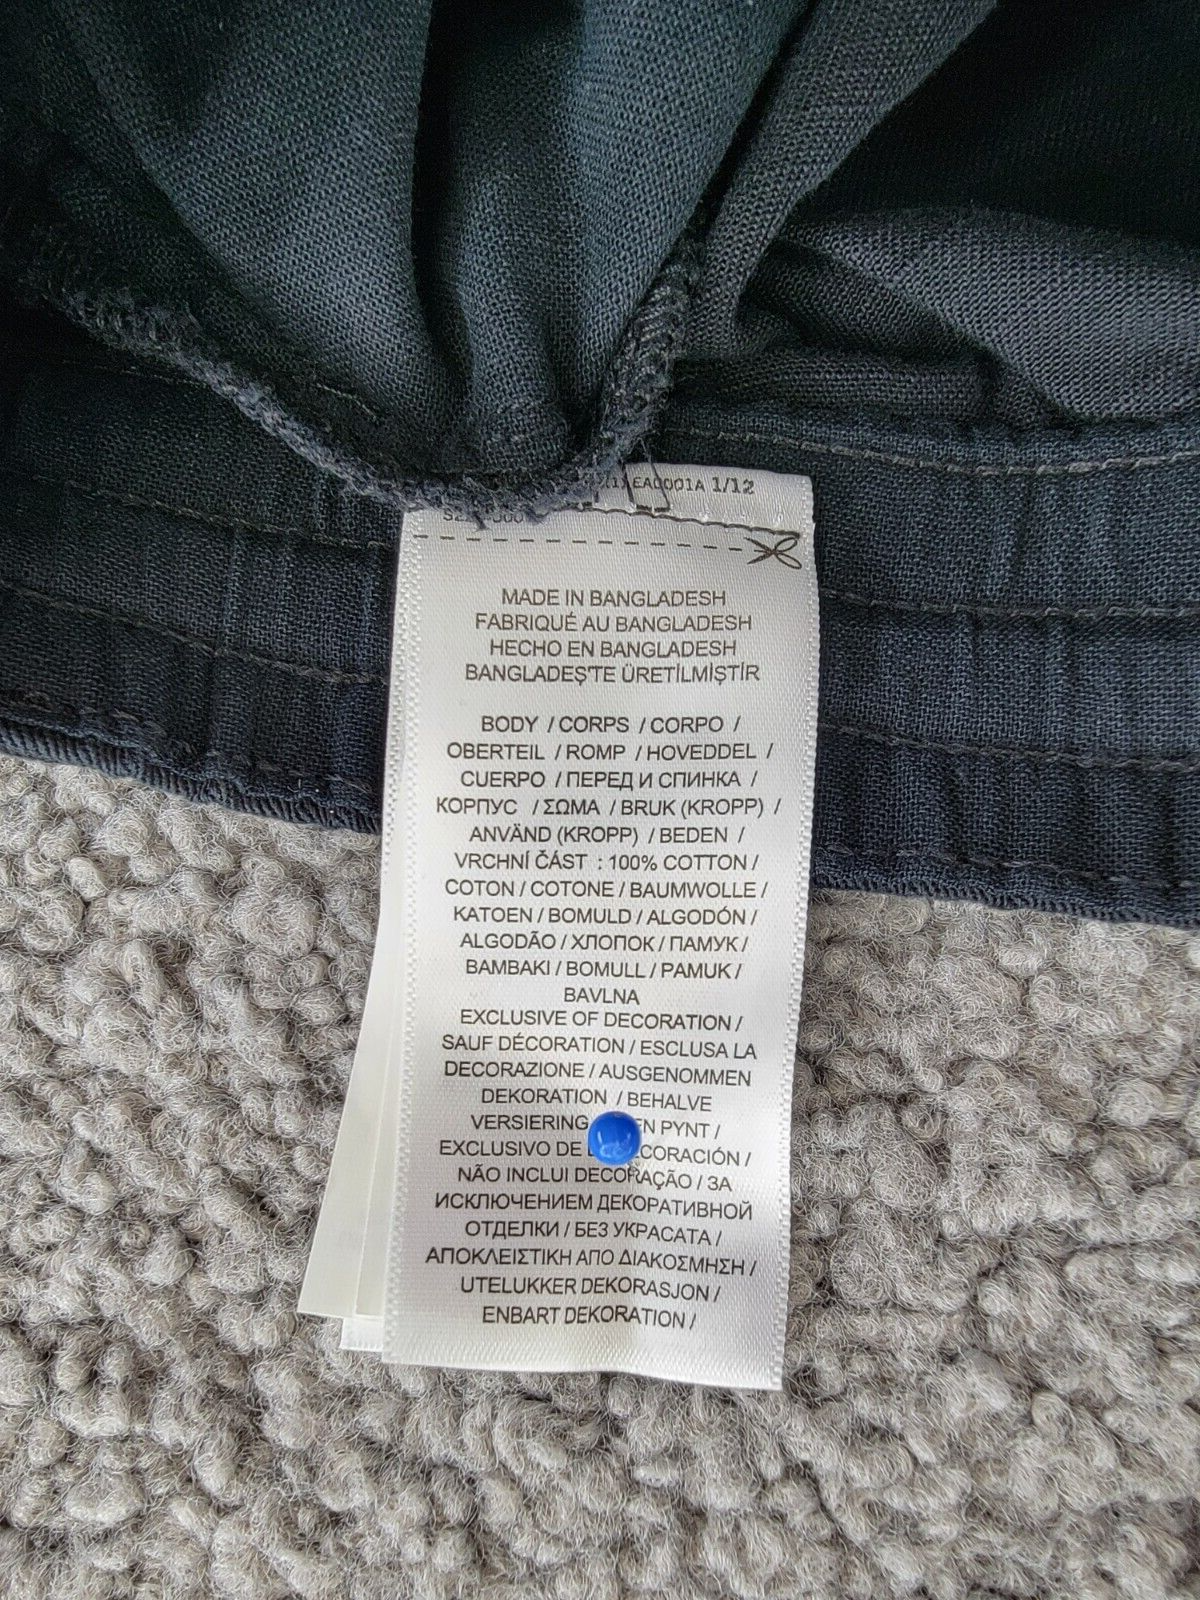 EA0001A 1/12
MADE IN BANGLADESH
FABRIQUÉ AU BANGLADESH
HECHO EN BANGLADESH
BANGLADEŞ'TE ÜRETİLMİŞTİR
BODY / CORPS / CORPO /
OBERTEIL / ROMP / HOVEDDEL /
CUERPO / ПЕРЕД И СПИНКА /
КОРПУС / ΣΩΜΑ / BRUK (KROPP) /
ANVÄND (KROPP) / BEDEN /
VRCHNÍ ČÁST : 100% COTTON /
COTON / COTONE / BAUMWOLLE /
KATOEN / BOMULD / ALGODÓN /
ALGODÃO / ХЛОПОК / ПАМУК /
ΒΑΜΒΑΚΙ / BOMULL / PAMUK /
BAVLNA
EXCLUSIVE OF DECORATION /
SAUF DÉCORATION / ESCLUSA LA
DECORAZIONE / AUSGENOMMEN
DEKORATION / BEHALVE
VERSIERING PYNT /
EXCLUSIVO DE
NÃO INCLUI DECORAÇÃO / ЗА
ИСКЛЮЧЕНИЕМ ДЕКОРАТИВНОЙ
ОТДЕЛКИ / БЕЗ УКРАСАТА /
ΑΠΟΚΛΕΙΣΤΙΚΗ ΑΠΟ ΔΙΑΚΟΣΜΗΣΗ /
UTELUKKER DEKORASJON /
ENBART DEKORATION /